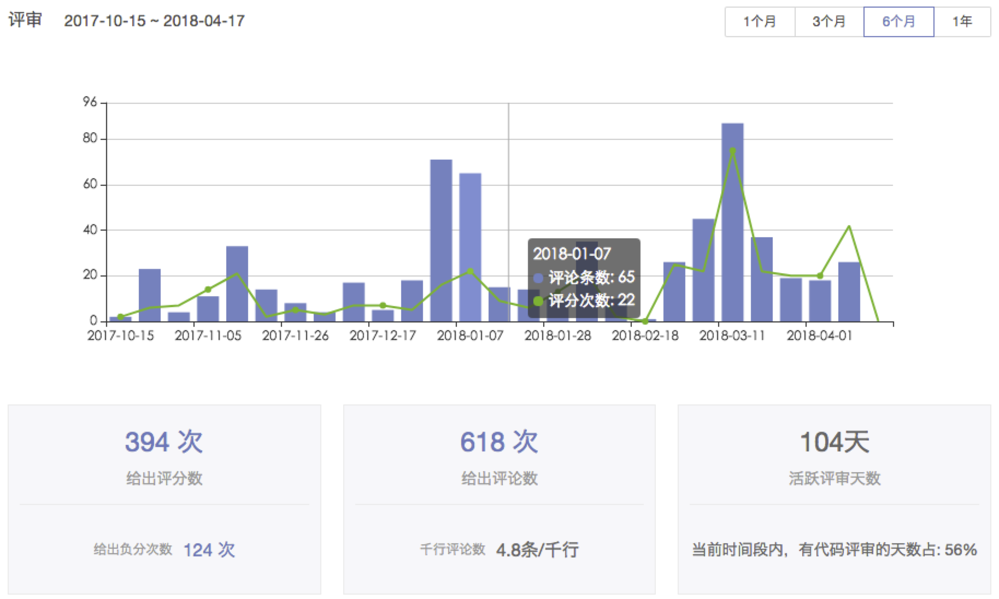 评审 2017-10-15 ~ 2018-04-17
1个月 3个月 6个月 1年
96
80
60
40
20
0
2018-01-07
评论条数: 65
评分次数: 22
2017-10-15 2017-11-05 2017-11-26 2017-12-17 2018-01-07 2018-01-28 2018-02-18 2018-03-11 2018-04-01
394 次
给出评分数
给出负分次数 124 次
618 次
给出评论数
千行评论数 4.8条/千行
104天
活跃评审天数
当前时间段内，有代码评审的天数占: 56%